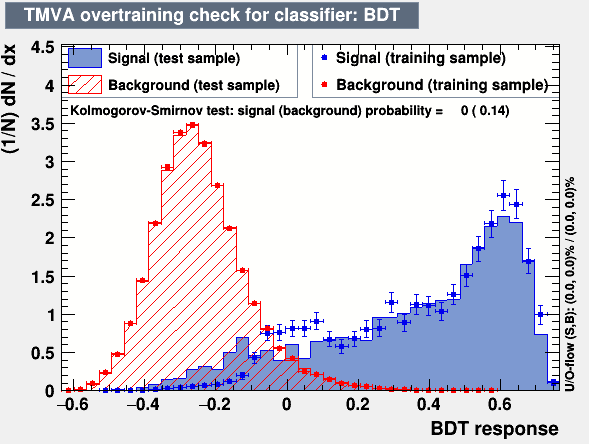 TMVA overtraining check for classifier: BDT
(1/N) dN / dx
4.5
4
3.5
3
2.5
2
1.5
1
0.5
0
Signal (test sample)
Background (test sample)
Signal (training sample)
Background (training sample)
Kolmogorov-Smirnov test: signal (background) probability = 0 ( 0.14)
−0.6 −0.4 −0.2 0 0.2 0.4 0.6
BDT response
U/O-flow (S,B): (0.0, 0.0)% / (0.0, 0.0)%